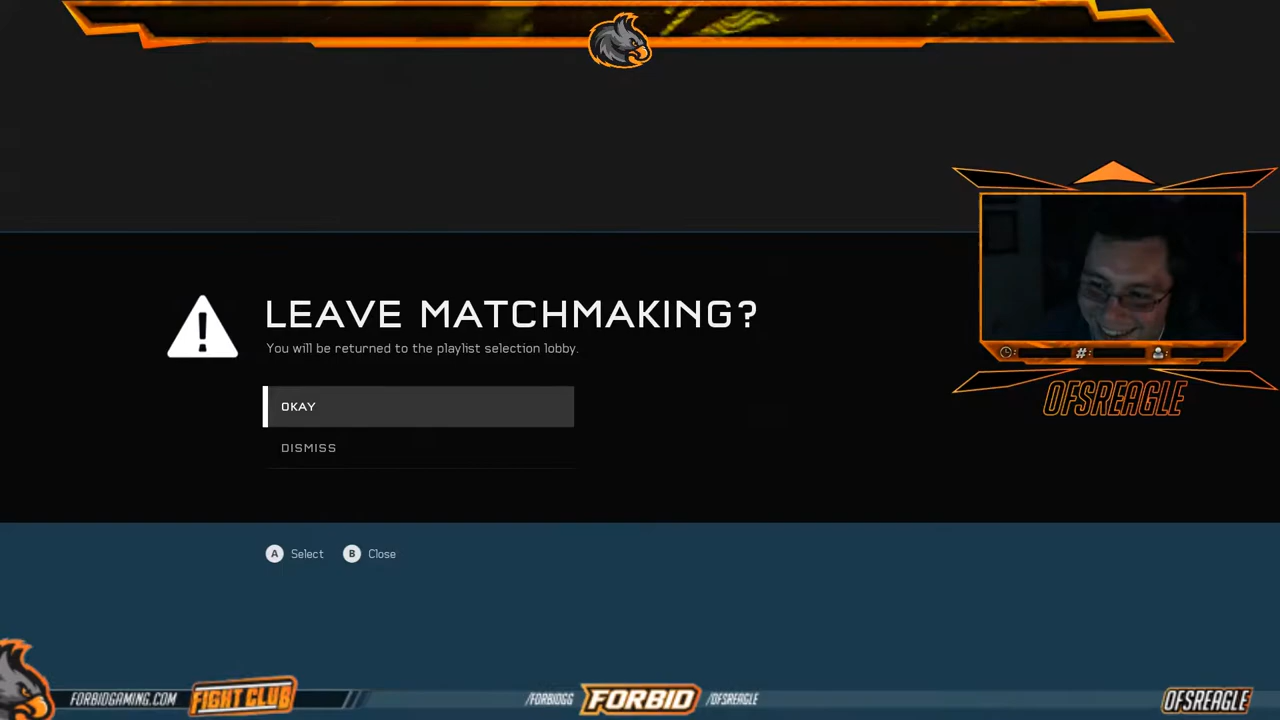 LEAVE MATCHMAKING?
You will be returned to the playlist selection lobby.
OKAY
DISMISS
A Select B Close
#:
OFSREAGLE
FORBIDGAMING.COM FIGHT CLUB /FORBIDGG FORBID /OFSREAGLE OFSREAGLE